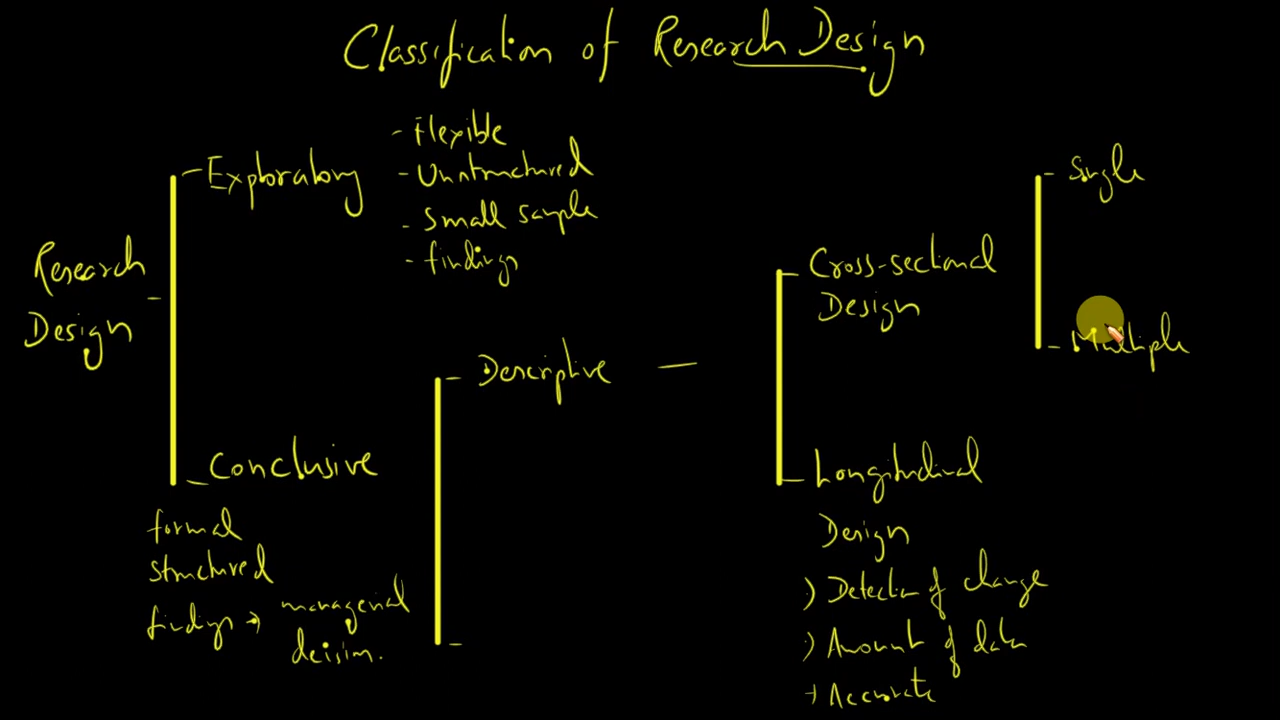 Classification of Research Design
Exploratory
- Flexible
- Unstructured
- Small sample
- findings
Research
Design
Conclusive
formal
structured
findings → managerial
decision.
Descriptive
Cross-sectional
Design
Single
Multiple
Longitudinal
Design
) Detection of change
) Amount of data
→ Accurate